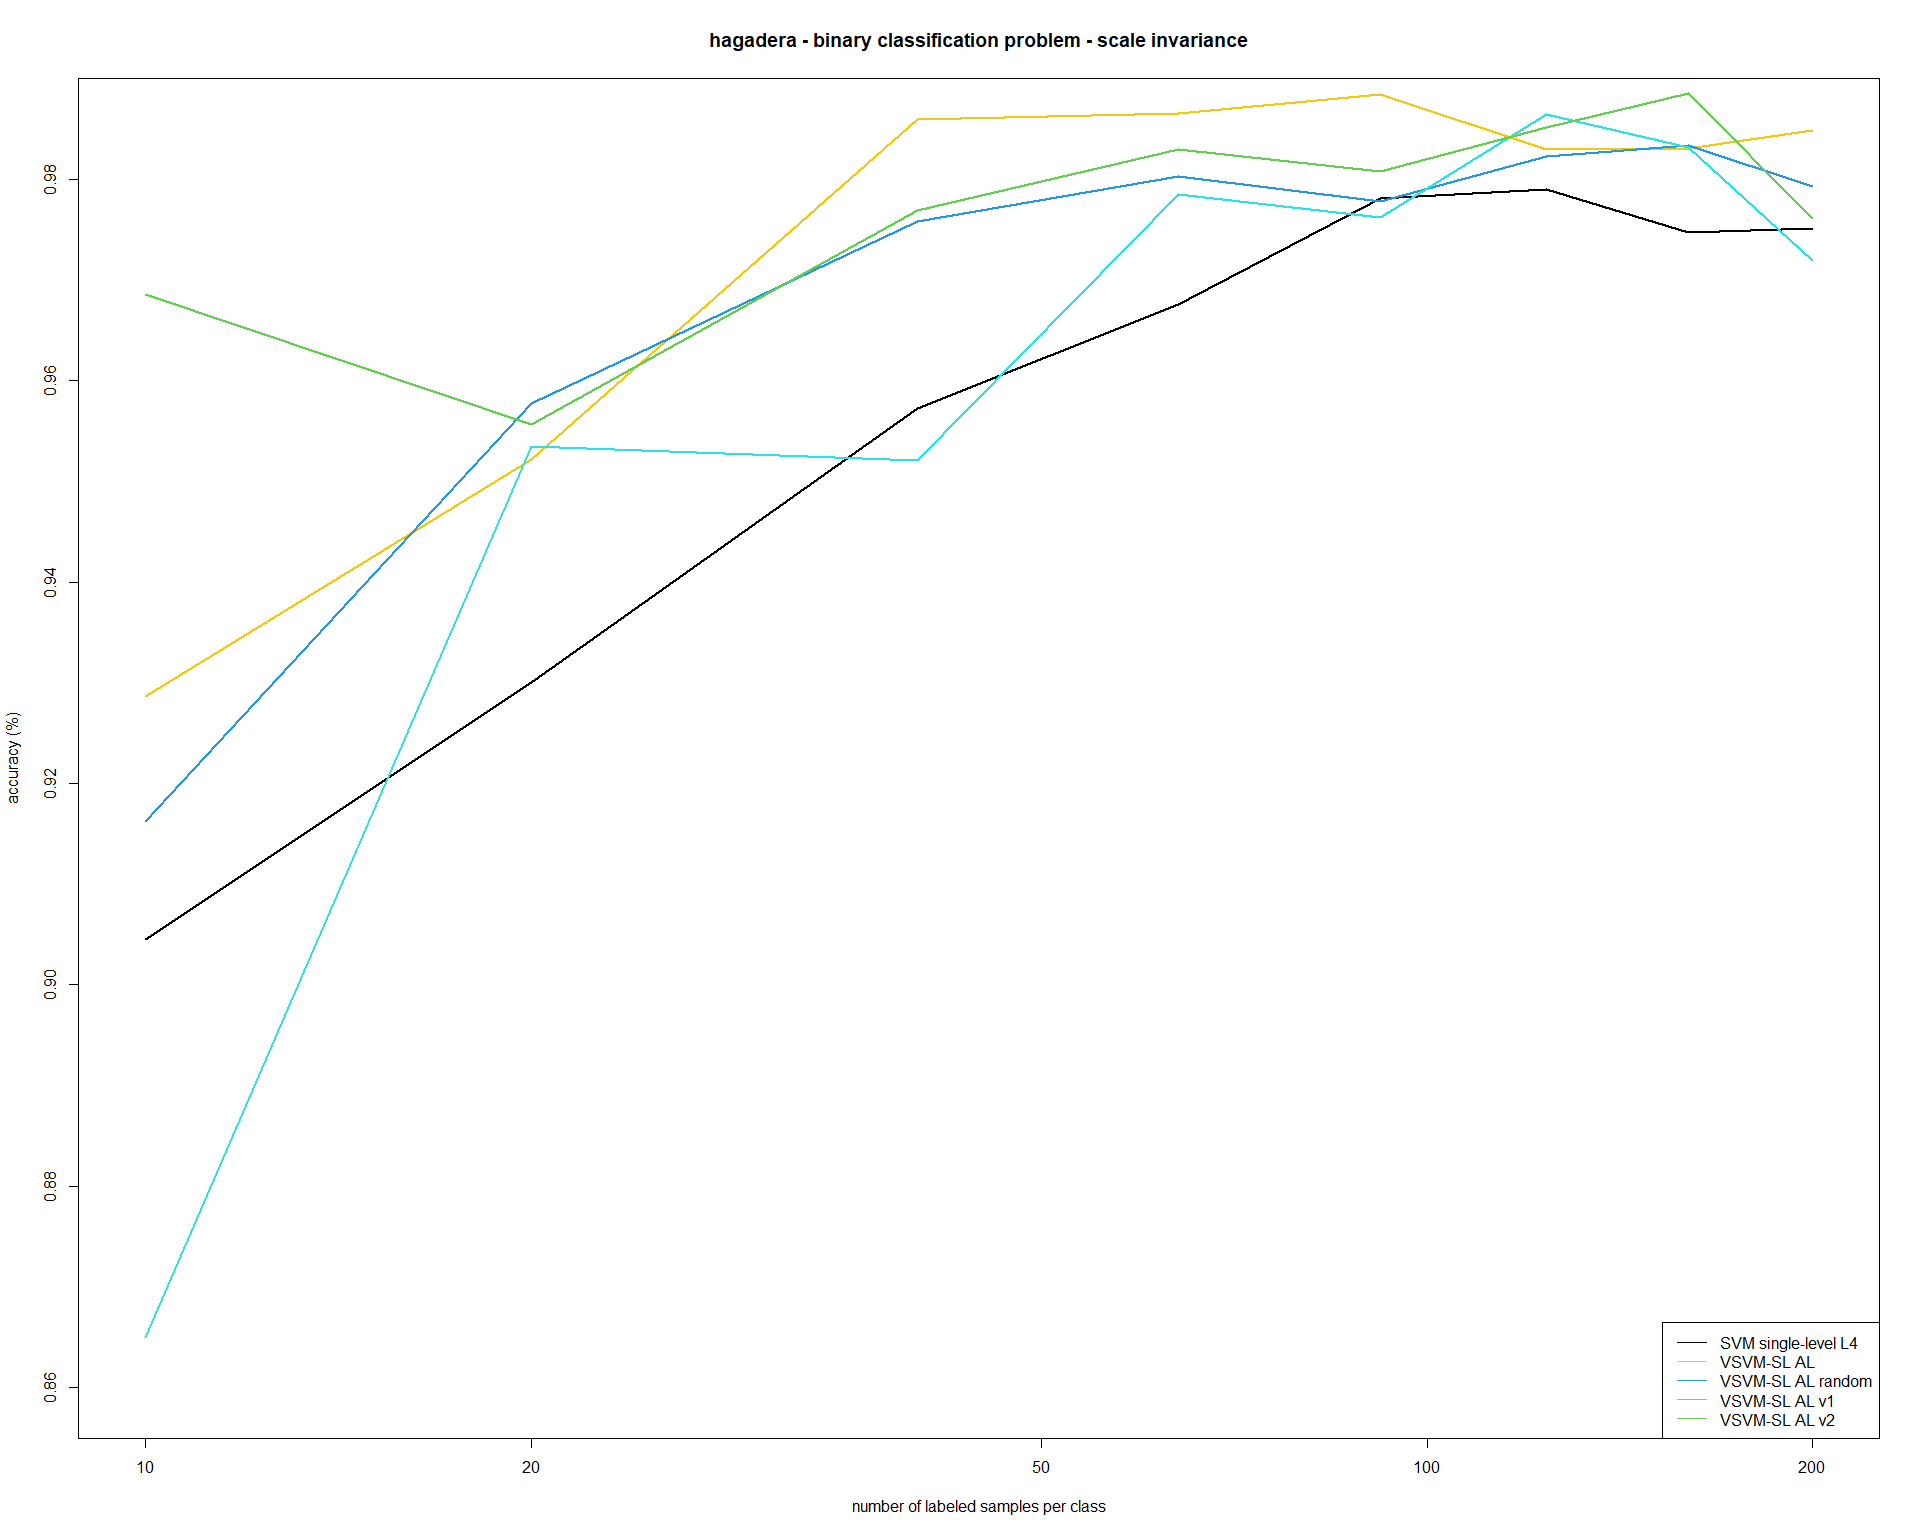 hagadera - binary classification problem - scale invariance
accuracy (%)
0.98
0.96
0.94
0.92
0.90
0.88
0.86
SVM single-level L4
VSVM-SL AL
VSVM-SL AL random
VSVM-SL AL v1
VSVM-SL AL v2
10
20
50
100
200
number of labeled samples per class